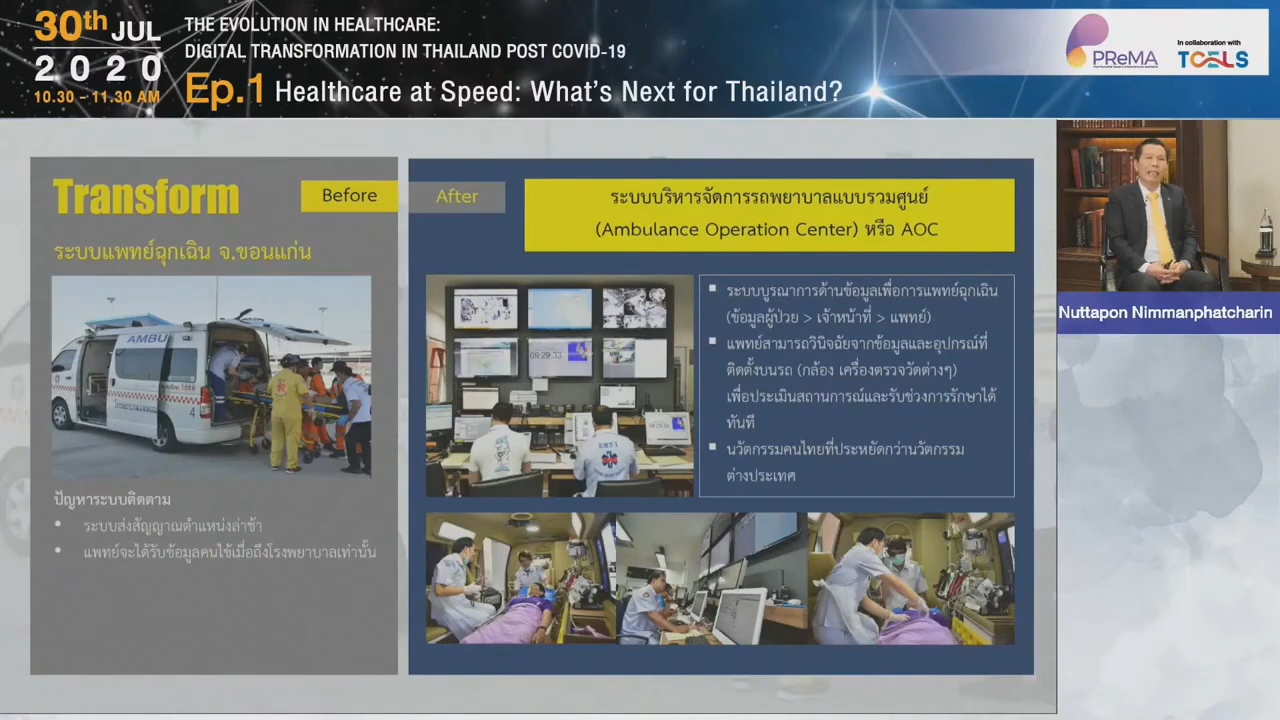 30th JUL
2020
10.30 - 11.30 AM
THE EVOLUTION IN HEALTHCARE:
DIGITAL TRANSFORMATION IN THAILAND POST COVID-19
Ep.1 Healthcare at Speed: What's Next for Thailand?
PReMA
In collaboration with
TCELS
Transform
Before
ระบบแพทย์ฉุกเฉิน จ.ขอนแก่น
AMBU
ปัญหาระบบติดตาม
• ระบบส่งสัญญาณตำแหน่งล่าช้า
• แพทย์จะได้รับข้อมูลคนไข้เมื่อถึงโรงพยาบาลเท่านั้น
After
ระบบบริหารจัดการรถพยาบาลแบบรวมศูนย์
(Ambulance Operation Center) หรือ AOC
09:29:33
EMT-1
▪ ระบบบูรณาการด้านข้อมูลเพื่อการแพทย์ฉุกเฉิน
(ข้อมูลผู้ป่วย > เจ้าหน้าที่ > แพทย์)
▪ แพทย์สามารถวินิจฉัยจากข้อมูลและอุปกรณ์ที่
ติดตั้งบนรถ (กล้อง เครื่องตรวจวัดต่างๆ)
เพื่อประเมินสถานการณ์และรับช่วงการรักษาได้
ทันที
▪ นวัตกรรมคนไทยที่ประหยัดกว่านวัตกรรม
ต่างประเทศ
Nuttapon Nimmanphatcharin